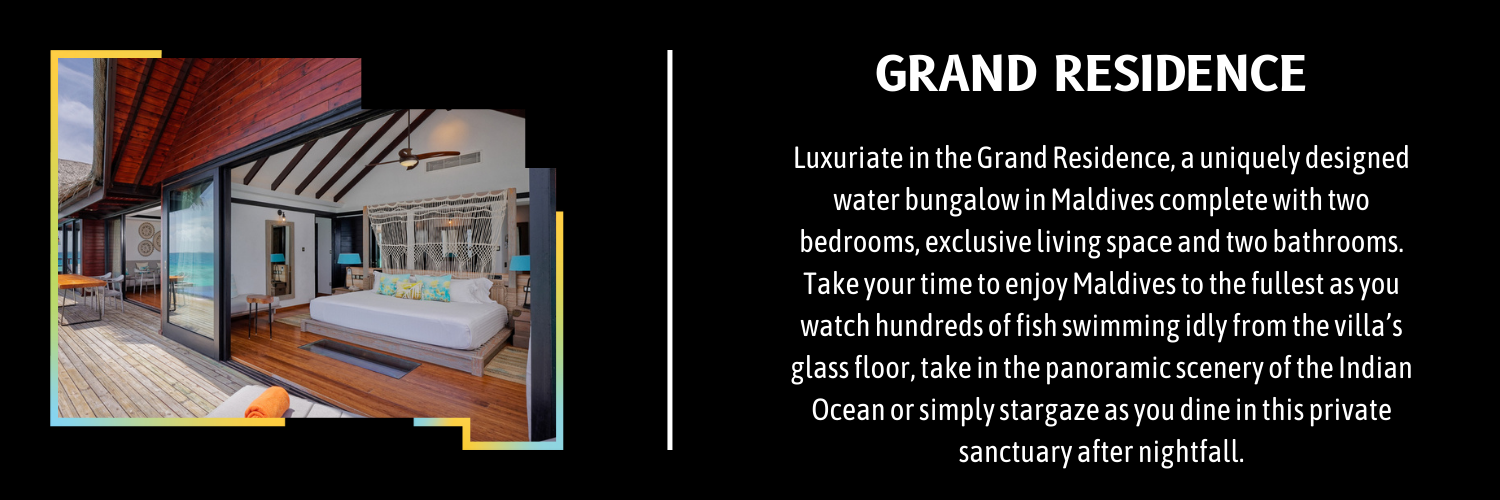 GRAND RESIDENCE
Luxuriate in the Grand Residence, a uniquely designed
water bungalow in Maldives complete with two
bedrooms, exclusive living space and two bathrooms.
Take your time to enjoy Maldives to the fullest as you
watch hundreds of fish swimming idly from the villa’s
glass floor, take in the panoramic scenery of the Indian
Ocean or simply stargaze as you dine in this private
sanctuary after nightfall.